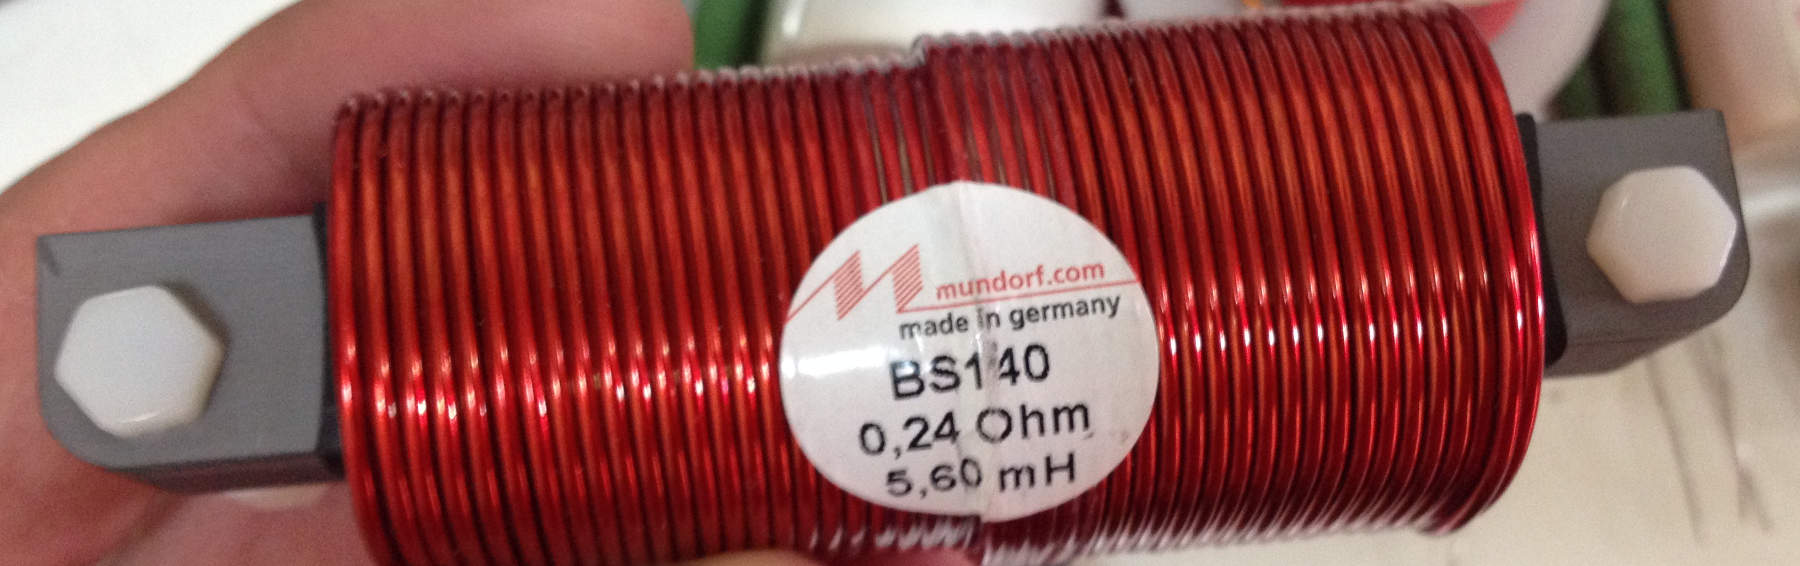 mundorf.com
made in germany
BS140
0,24 Ohm
5,60 mH